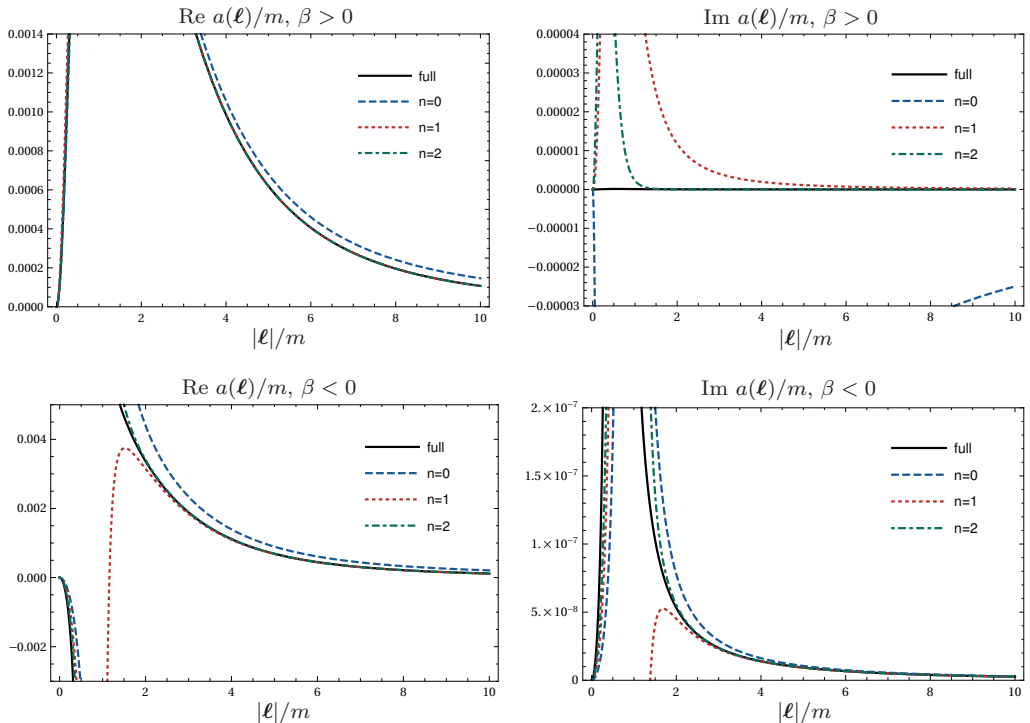 Re a(ℓ)/m, β > 0
0.0014
0.0012
0.0010
0.0008
0.0006
0.0004
0.0002
0.0000
full
n=0
n=1
n=2
0 2 4 6 8 10
|ℓ|/m
Im a(ℓ)/m, β > 0
0.00004
0.00003
0.00002
0.00001
0.00000
−0.00001
−0.00002
−0.00003
full
n=0
n=1
n=2
0 2 4 6 8 10
|ℓ|/m
Re a(ℓ)/m, β < 0
0.004
0.002
0.000
−0.002
full
n=0
n=1
n=2
0 2 4 6 8 10
|ℓ|/m
Im a(ℓ)/m, β < 0
2.×10⁻⁷
1.5×10⁻⁷
1.×10⁻⁷
5.×10⁻⁸
0
full
n=0
n=1
n=2
0 2 4 6 8 10
|ℓ|/m